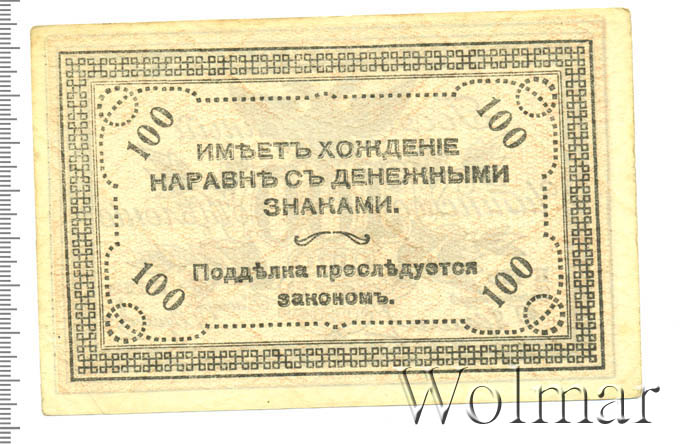 100 100
ИМѢЕТЪ ХОЖДЕНІЕ
НАРАВНѢ СЪ ДЕНЕЖНЫМИ
ЗНАКАМИ.
Поддѣлка преслѣдуется
закономъ.
100 100
Wolmar